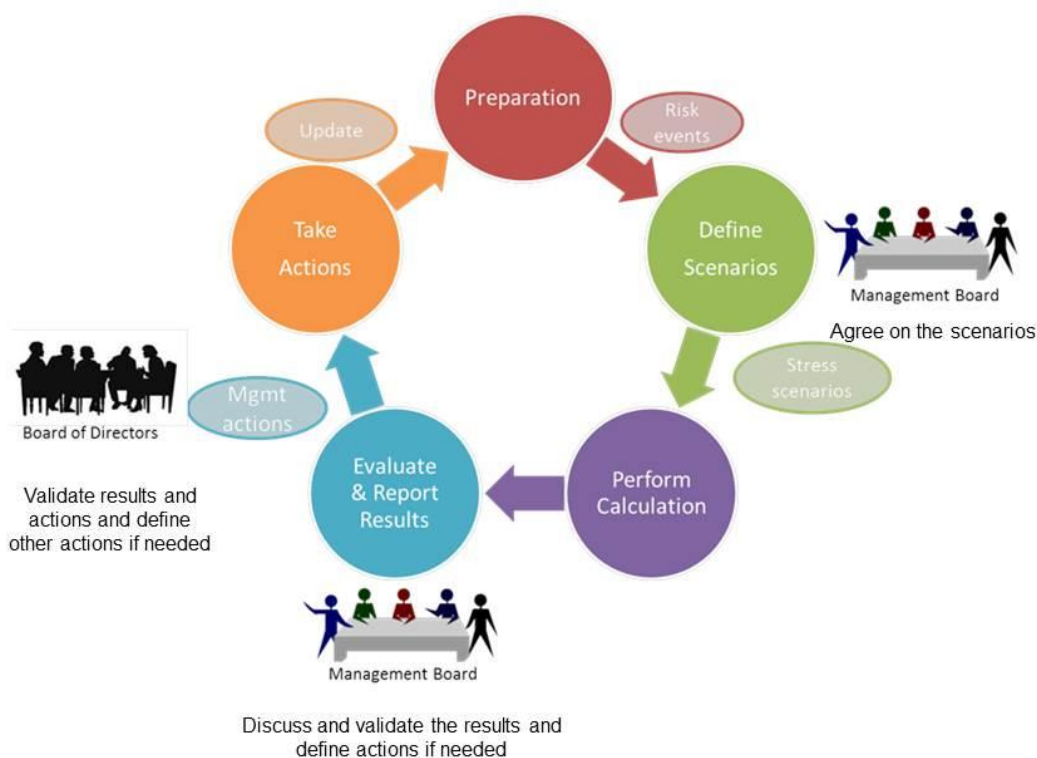 Preparation
Risk
events
Update
Take
Actions
Define
Scenarios
Management Board
Agree on the scenarios
Stress
scenarios
Mgmt
actions
Board of Directors
Evaluate
& Report
Results
Perform
Calculation
Validate results and
actions and define
other actions if needed
Management Board
Discuss and validate the results and
define actions if needed